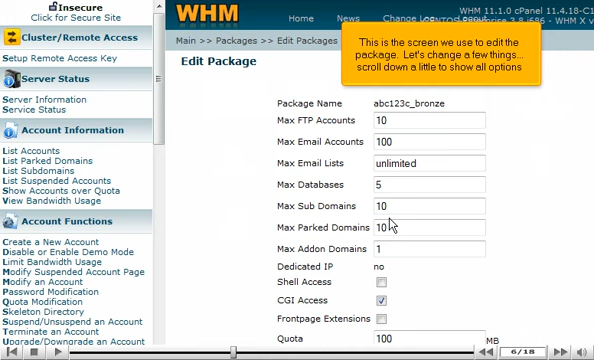 Insecure
Click for Secure Site
WHM
WHM 11.1.0 cPanel 11.4.18-C1
Home News Change Log
Enterprise 3.8 i686 - WHM X v
Main >> Packages >> Edit Packages
This is the screen we use to edit the
package. Let's change a few things...
scroll down a little to show all options
Cluster/Remote Access
Setup Remote Access Key
Server Status
Server Information
Service Status
Account Information
List Accounts
List Parked Domains
List Subdomains
List Suspended Accounts
Show Accounts over Quota
View Bandwidth Usage
Account Functions
Create a New Account
Disable or Enable Demo Mode
Limit Bandwidth Usage
Modify Suspended Account Page
Modify an Account
Password Modification
Quota Modification
Skeleton Directory
Suspend/Unsuspend an Account
Terminate an Account
Upgrade/Downgrade an Account
Edit Package
Package Name abc123c_bronze
Max FTP Accounts 10
Max Email Accounts 100
Max Email Lists unlimited
Max Databases 5
Max Sub Domains 10
Max Parked Domains 10
Max Addon Domains 1
Dedicated IP no
Shell Access
CGI Access
Frontpage Extensions
Quota 100 MB
6/18